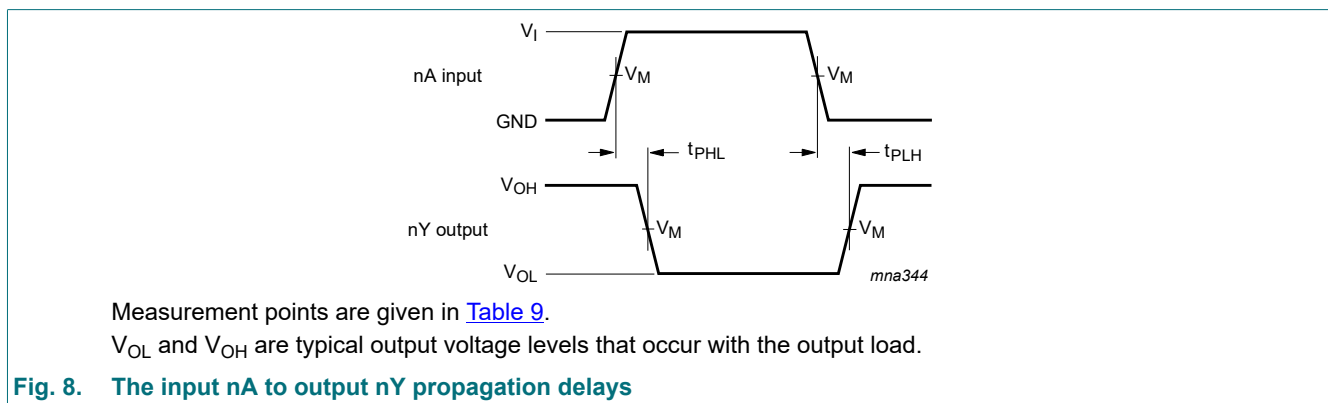 VI
nA input
VM
VM
GND
tPHL
tPLH
VOH
nY output
VM
VM
VOL
mna344
Measurement points are given in Table 9.
VOL and VOH are typical output voltage levels that occur with the output load.
Fig. 8. The input nA to output nY propagation delays